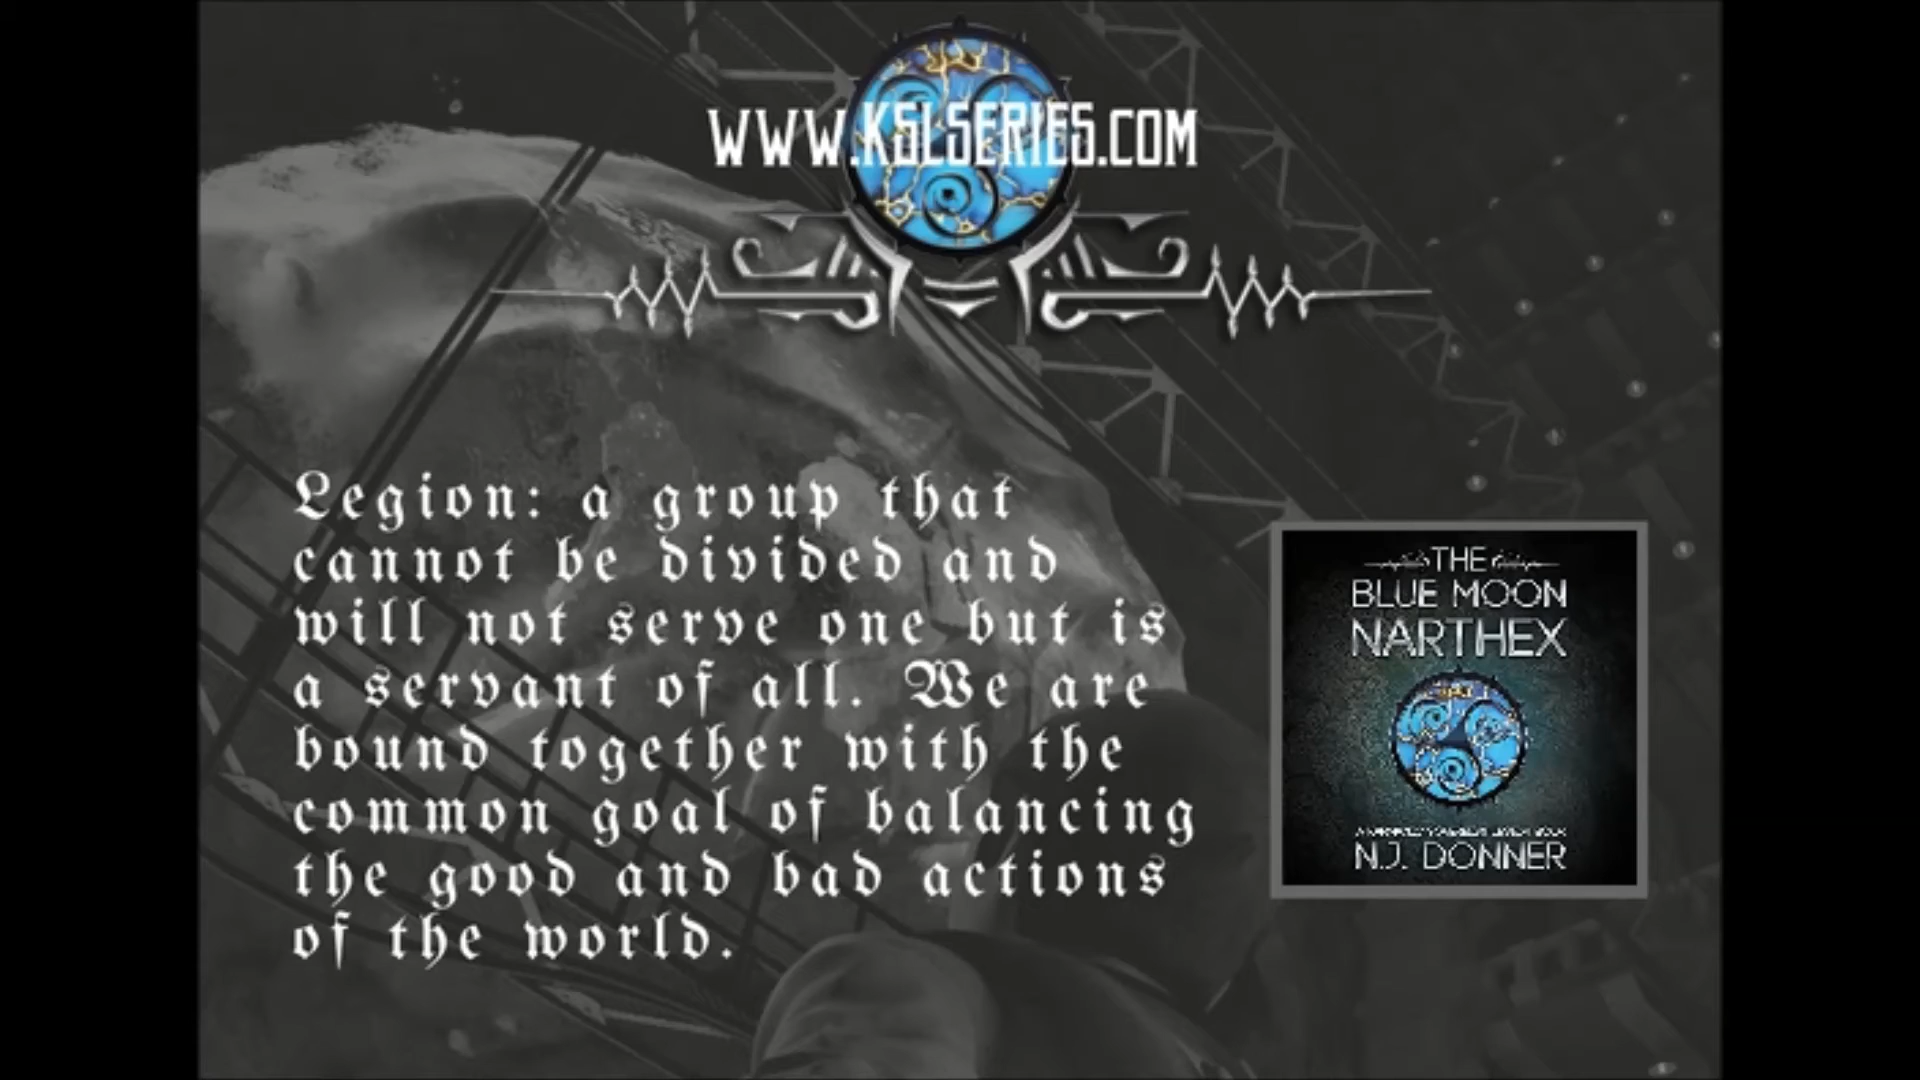 WWW.KSLSERIES.COM
Legion: a group that
cannot be divided and
will not serve one but is
a servant of all. We are
bound together with the
common goal of balancing
the good and bad actions
of the world.
THE
BLUE MOON
NARTHEX
N.J. DONNER